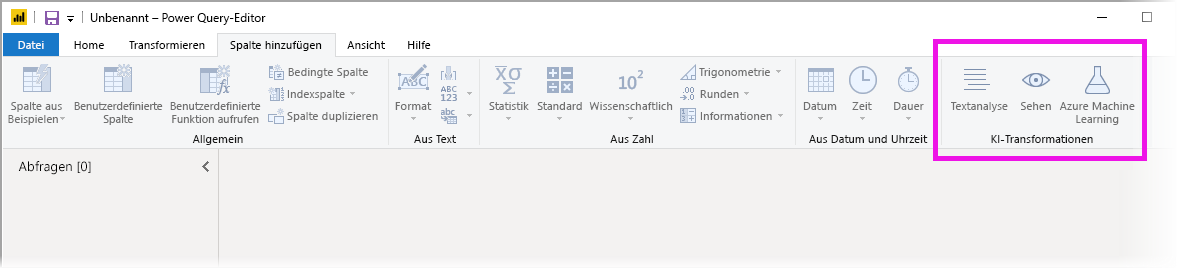 Unbenannt – Power Query-Editor
Datei Home Transformieren Spalte hinzufügen Ansicht Hilfe
Spalte aus Beispielen
Benutzerdefinierte Spalte
Benutzerdefinierte Funktion aufrufen
Bedingte Spalte
Indexspalte
Spalte duplizieren
Allgemein
Format
ABC
ABC
123
abc
Aus Text
XΣσ
Statistik
Standard
10²
Wissenschaftlich
Trigonometrie
.00
→.0
Runden
Informationen
Aus Zahl
Datum
Zeit
Dauer
Aus Datum und Uhrzeit
Textanalyse
Sehen
Azure Machine Learning
KI-Transformationen
Abfragen [0]